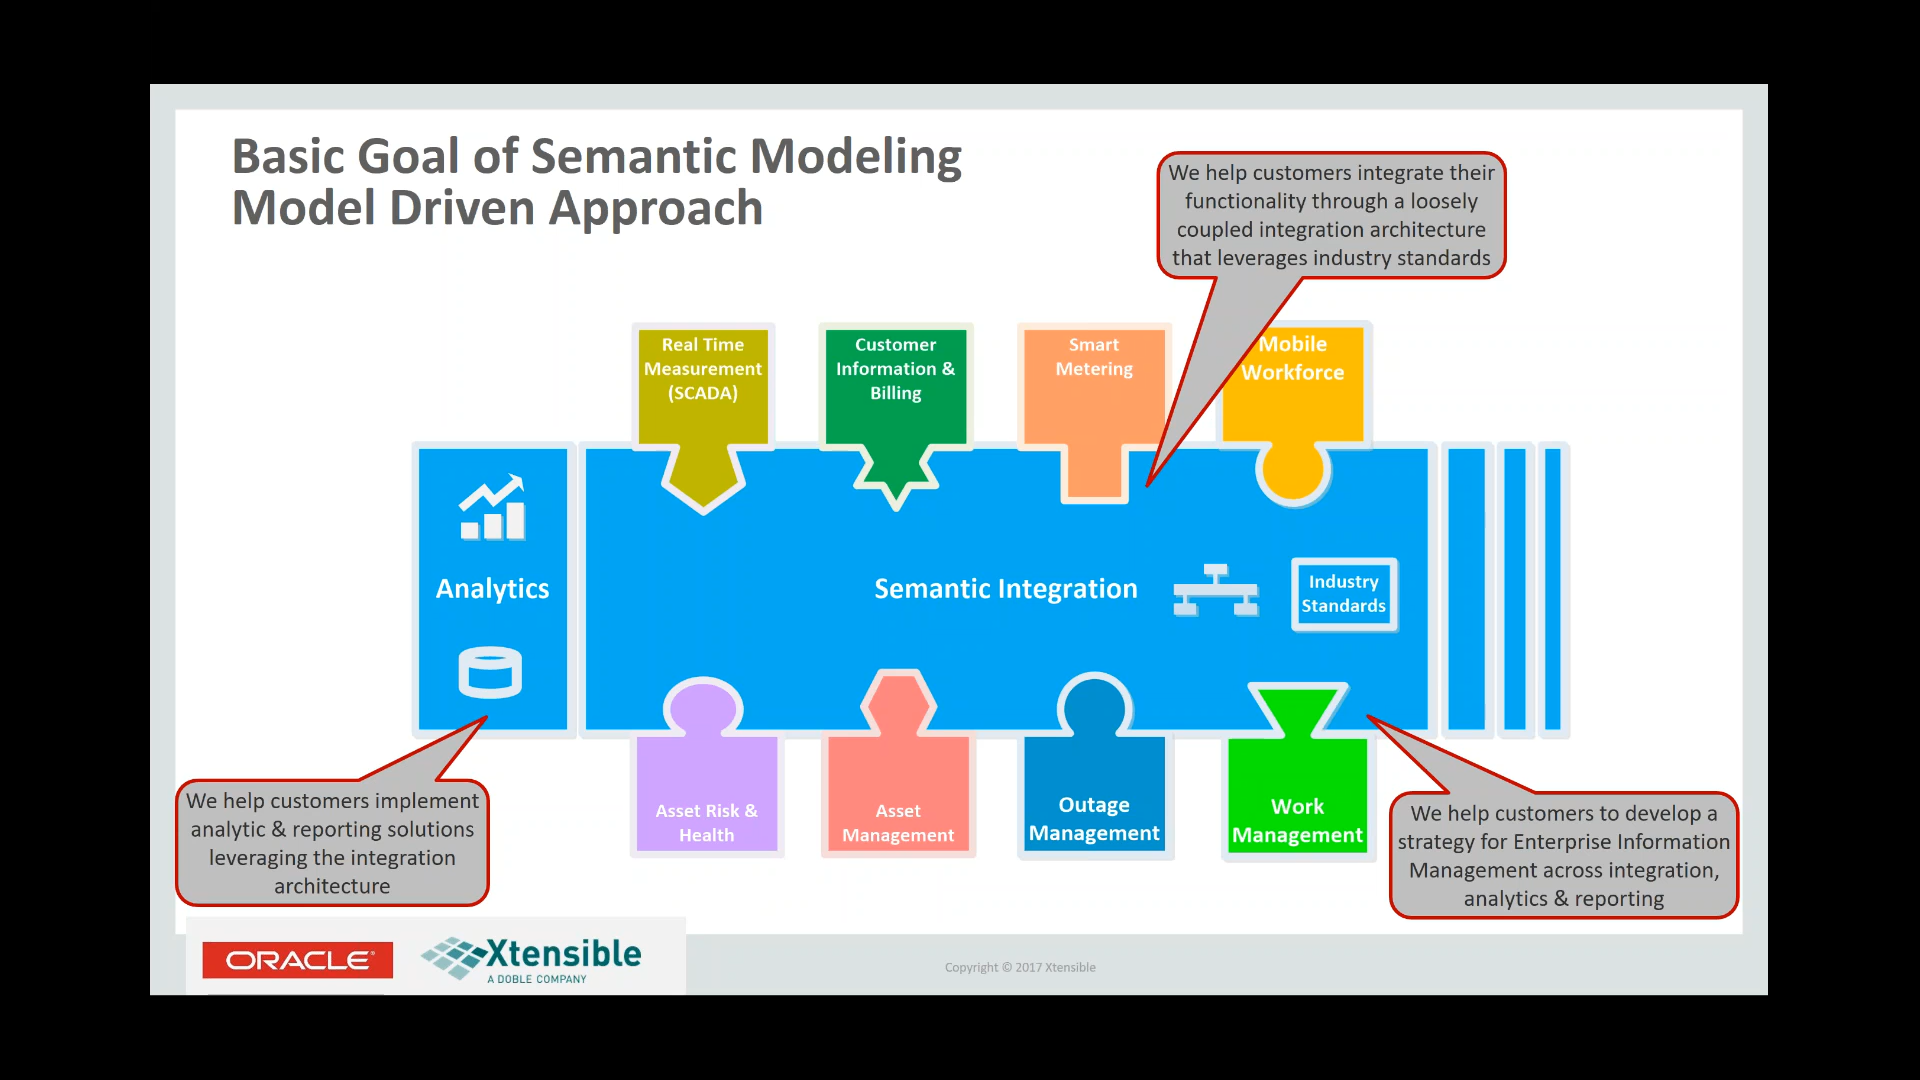 Basic Goal of Semantic Modeling
Model Driven Approach
We help customers integrate their
functionality through a loosely
coupled integration architecture
that leverages industry standards
Real Time
Measurement
(SCADA)
Customer
Information &
Billing
Smart
Metering
Mobile
Workforce
Analytics
Semantic Integration
Industry
Standards
Asset Risk &
Health
Asset
Management
Outage
Management
Work
Management
We help customers implement
analytic & reporting solutions
leveraging the integration
architecture
We help customers to develop a
strategy for Enterprise Information
Management across integration,
analytics & reporting
ORACLE®
Xtensible
A DOBLE COMPANY
Copyright © 2017 Xtensible